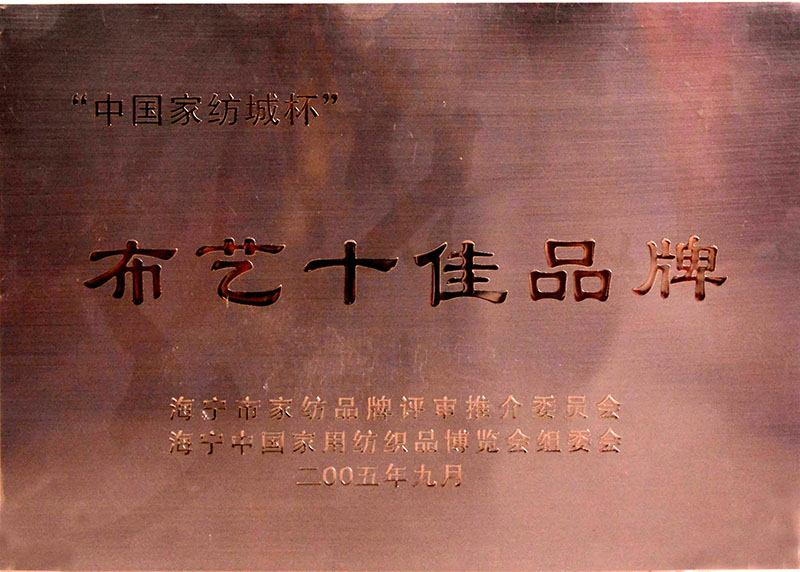 “中国家纺城杯”
布艺十佳品牌
海宁市家纺品牌评审推介委员会
海宁中国家用纺织品博览会组委会
二00五年九月